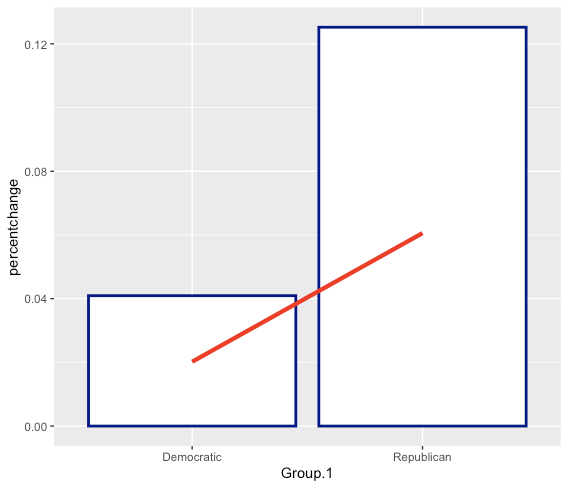 0.12
0.08
0.04
0.00
percentchange
Democratic
Republican
Group.1